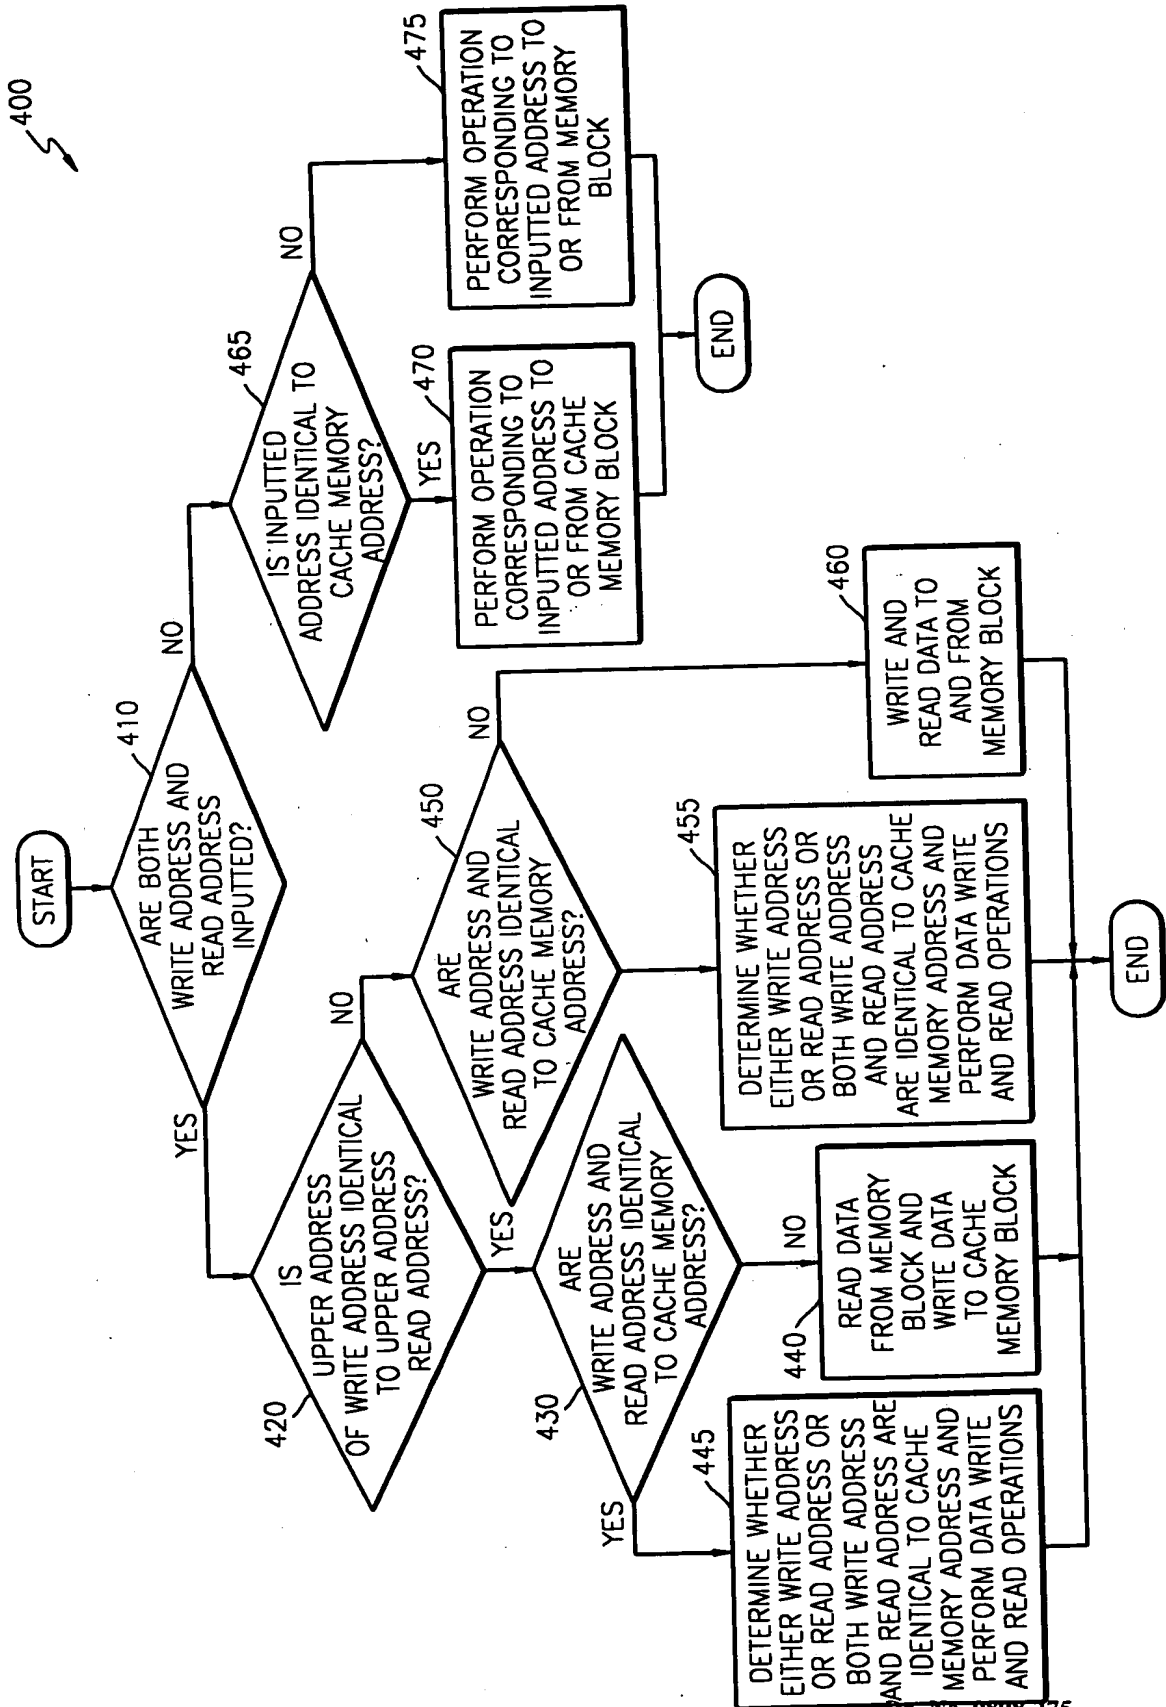 400
START
410
ARE BOTH
WRITE ADDRESS AND
READ ADDRESS
INPUTTED?
YES
NO
420
IS
UPPER ADDRESS
OF WRITE ADDRESS IDENTICAL
TO UPPER ADDRESS
READ ADDRESS?
YES
NO
430
ARE
WRITE ADDRESS AND
READ ADDRESS IDENTICAL
TO CACHE MEMORY
ADDRESS?
YES
NO
445
DETERMINE WHETHER
EITHER WRITE ADDRESS
OR READ ADDRESS OR
BOTH WRITE ADDRESS
AND READ ADDRESS ARE
IDENTICAL TO CACHE
MEMORY ADDRESS AND
PERFORM DATA WRITE
AND READ OPERATIONS
440
READ DATA
FROM MEMORY
BLOCK AND
WRITE DATA
TO CACHE
MEMORY BLOCK
450
ARE
WRITE ADDRESS AND
READ ADDRESS IDENTICAL
TO CACHE MEMORY
ADDRESS?
NO
455
DETERMINE WHETHER
EITHER WRITE ADDRESS
OR READ ADDRESS OR
BOTH WRITE ADDRESS
AND READ ADDRESS
ARE IDENTICAL TO CACHE
MEMORY ADDRESS AND
PERFORM DATA WRITE
AND READ OPERATIONS
460
WRITE AND
READ DATA TO
AND FROM
MEMORY BLOCK
END
465
IS INPUTTED
ADDRESS IDENTICAL TO
CACHE MEMORY
ADDRESS?
YES
NO
470
PERFORM OPERATION
CORRESPONDING TO
INPUTTED ADDRESS TO
OR FROM CACHE
MEMORY BLOCK
475
PERFORM OPERATION
CORRESPONDING TO
INPUTTED ADDRESS TO
OR FROM MEMORY
BLOCK
END